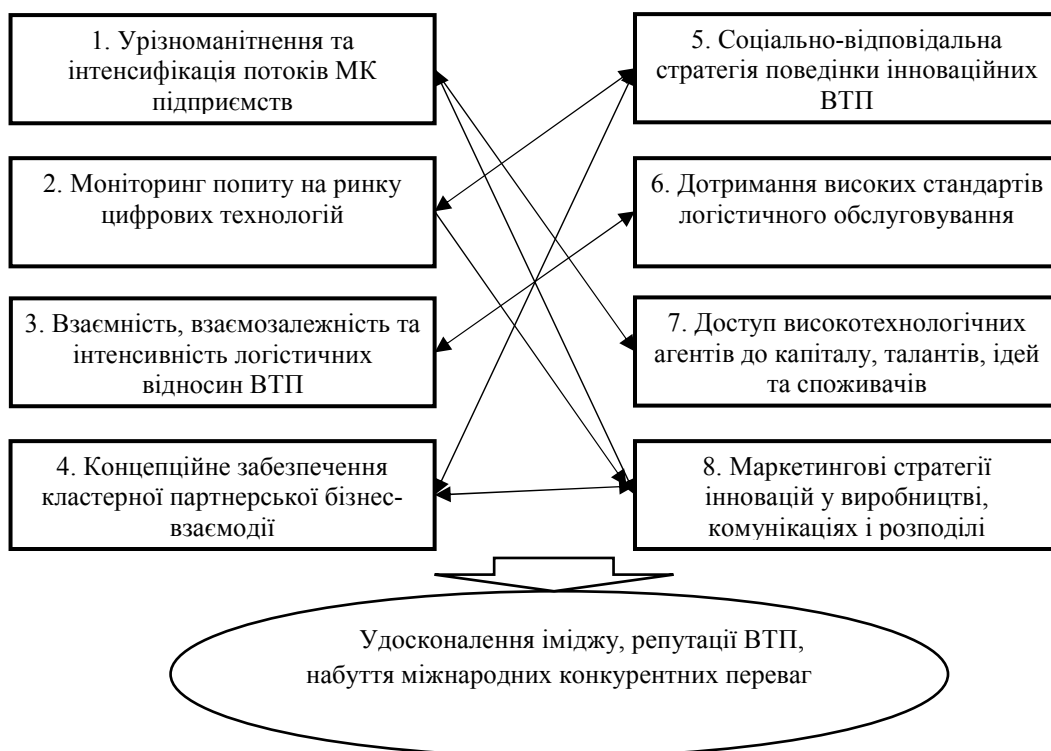 1. Урізноманітнення та
інтенсифікація потоків МК
підприємств
2. Моніторинг попиту на ринку
цифрових технологій
3. Взаємність, взаємозалежність та
інтенсивність логістичних
відносин ВТП
4. Концепційне забезпечення
кластерної партнерської бізнес-
взаємодії
5. Соціально-відповідальна
стратегія поведінки інноваційних
ВТП
6. Дотримання високих стандартів
логістичного обслуговування
7. Доступ високотехнологічних
агентів до капіталу, талантів, ідей
та споживачів
8. Маркетингові стратегії
інновацій у виробництві,
комунікаціях і розподілі
Удосконалення іміджу, репутації ВТП,
набуття міжнародних конкурентних переваг